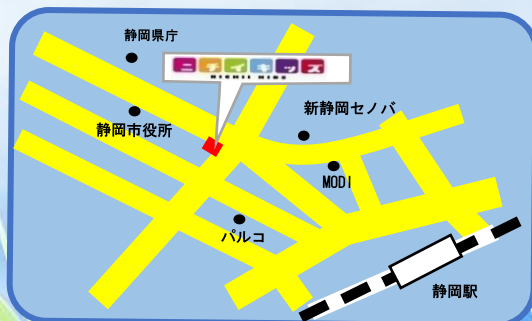 静岡県庁
ニチイキッズ
NICHII KIDS
新静岡セノバ
静岡市役所
MODI
パルコ
静岡駅